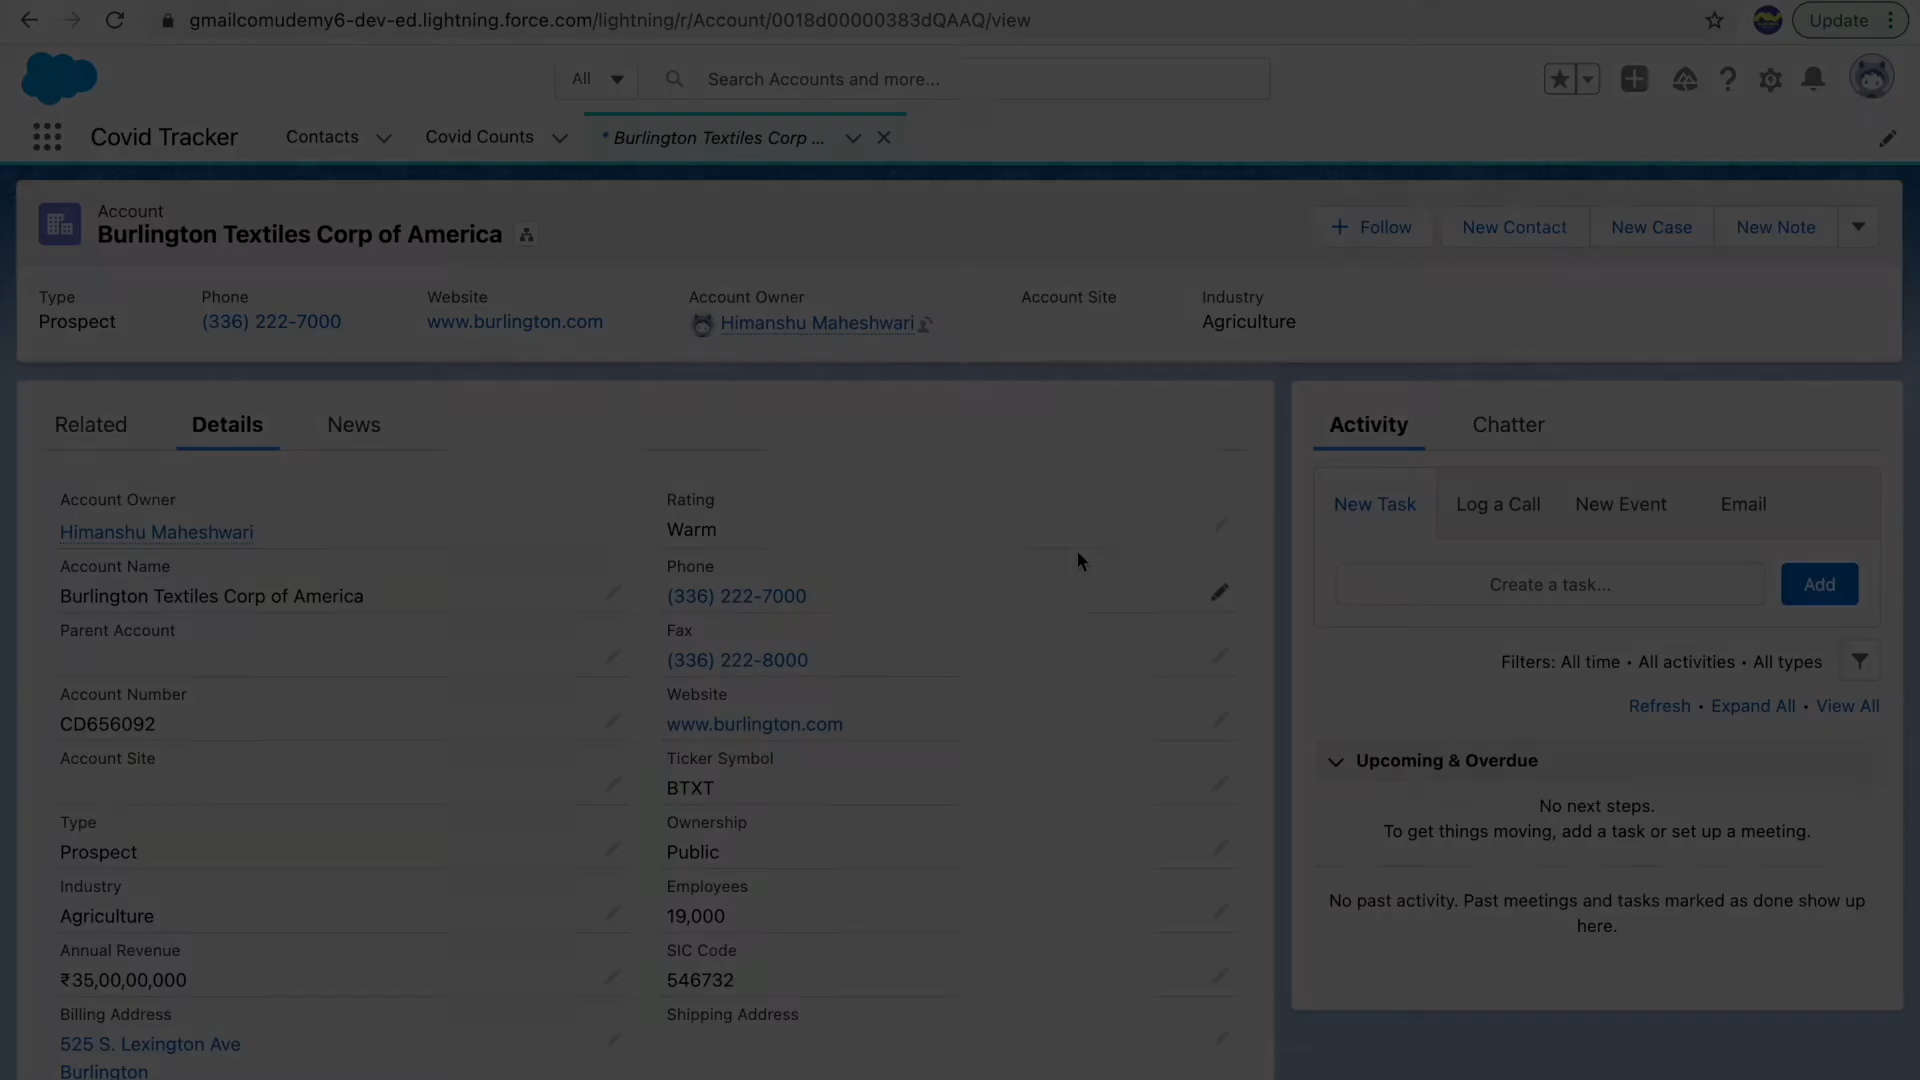 gmailcomudemy6-dev-ed.lightning.force.com/lightning/r/Account/0018d00000383dQAAQ/view
Update
All
Search Accounts and more...
Covid Tracker
Contacts
Covid Counts
* Burlington Textiles Corp ...
Account
Burlington Textiles Corp of America
Follow
New Contact
New Case
New Note
Type
Phone
Website
Account Owner
Account Site
Industry
Prospect
(336) 222-7000
www.burlington.com
Himanshu Maheshwari
Agriculture
Related
Details
News
Account Owner
Himanshu Maheshwari
Rating
Warm
Account Name
Burlington Textiles Corp of America
Phone
(336) 222-7000
Parent Account
Fax
(336) 222-8000
Account Number
CD656092
Website
www.burlington.com
Account Site
Ticker Symbol
BTXT
Type
Prospect
Ownership
Public
Industry
Agriculture
Employees
19,000
Annual Revenue
₹35,00,00,000
SIC Code
546732
Billing Address
525 S. Lexington Ave
Burlington
Shipping Address
Activity
Chatter
New Task
Log a Call
New Event
Email
Create a task...
Add
Filters: All time • All activities • All types
Refresh • Expand All • View All
Upcoming & Overdue
No next steps.
To get things moving, add a task or set up a meeting.
No past activity. Past meetings and tasks marked as done show up
here.